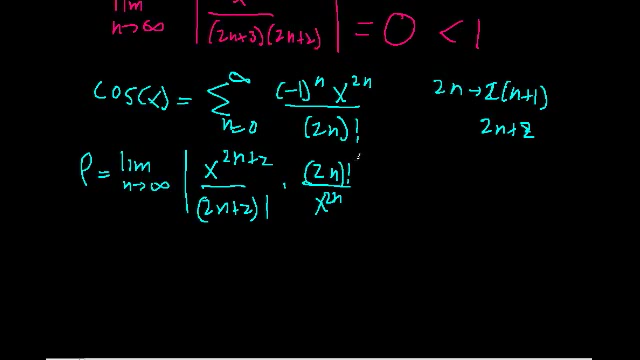 lim n→∞ | x / (2n+3)(2n+2) | = 0 < 1
cos(x) = ∑ n=0 ∞ (-1)^n x^{2n} / (2n)!
2n → 2(n+1)
2n+2
ρ = lim n→∞ | x^{2n+2} / (2n+2)! · (2n)! / x^{2n}